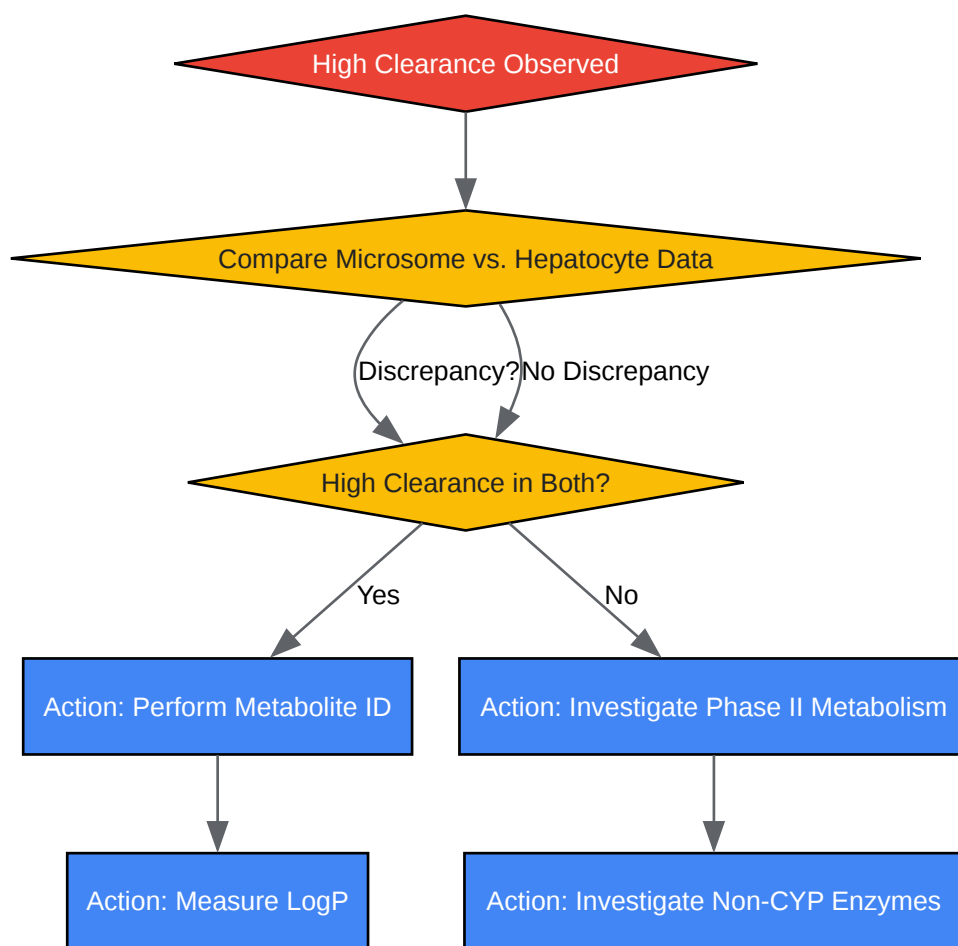 High Clearance Observed
Compare Microsome vs. Hepatocyte Data
Discrepancy?
No Discrepancy
High Clearance in Both?
Yes
No
Action: Perform Metabolite ID
Action: Investigate Phase II Metabolism
Action: Measure LogP
Action: Investigate Non-CYP Enzymes